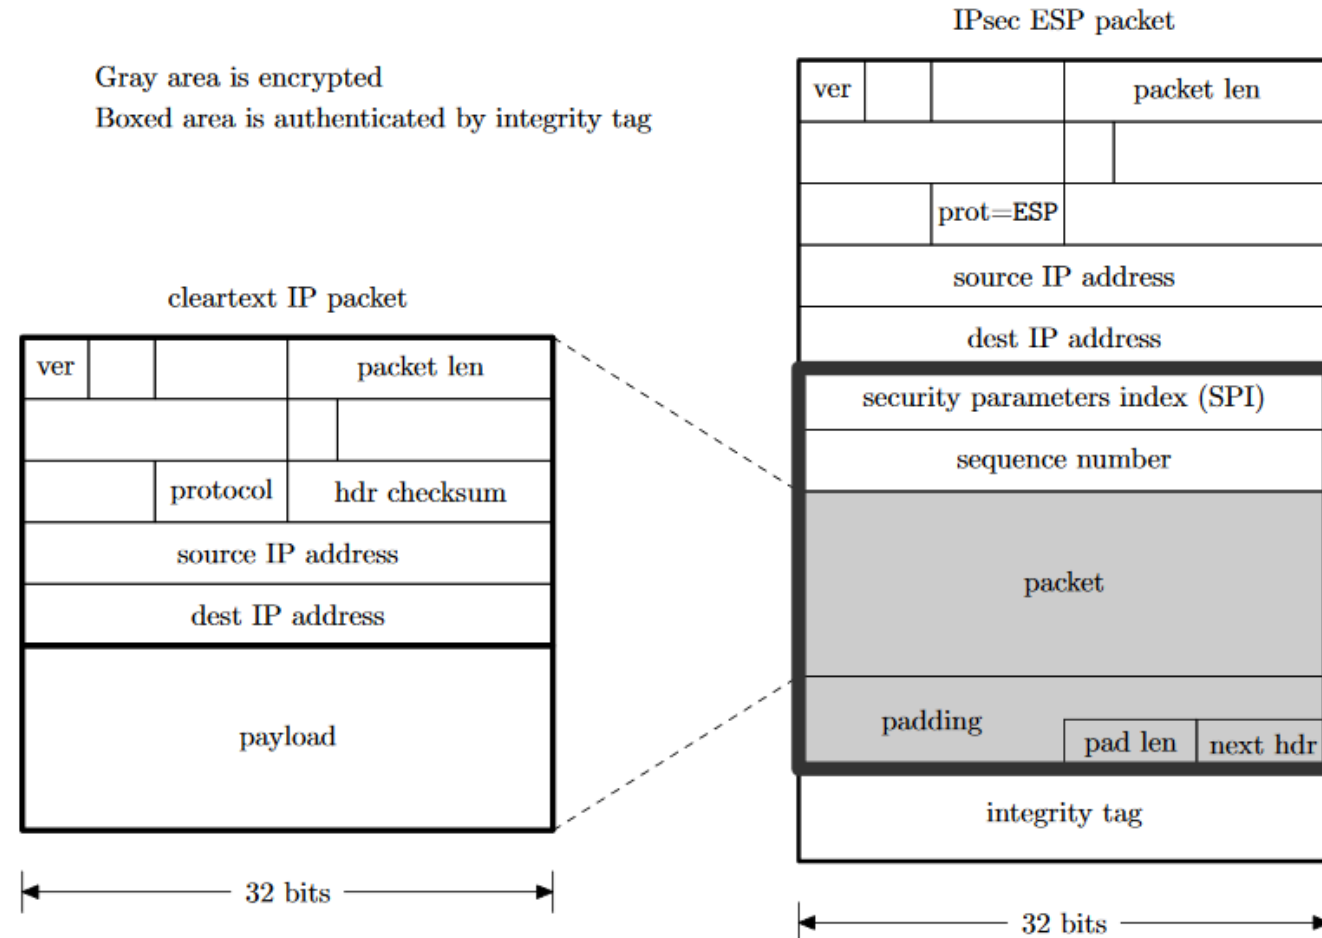 IPsec ESP packet
Gray area is encrypted
Boxed area is authenticated by integrity tag
ver packet len
prot=ESP
source IP address
dest IP address
security parameters index (SPI)
sequence number
packet
padding
pad len next hdr
integrity tag
32 bits
cleartext IP packet
ver packet len
protocol hdr checksum
source IP address
dest IP address
payload
32 bits